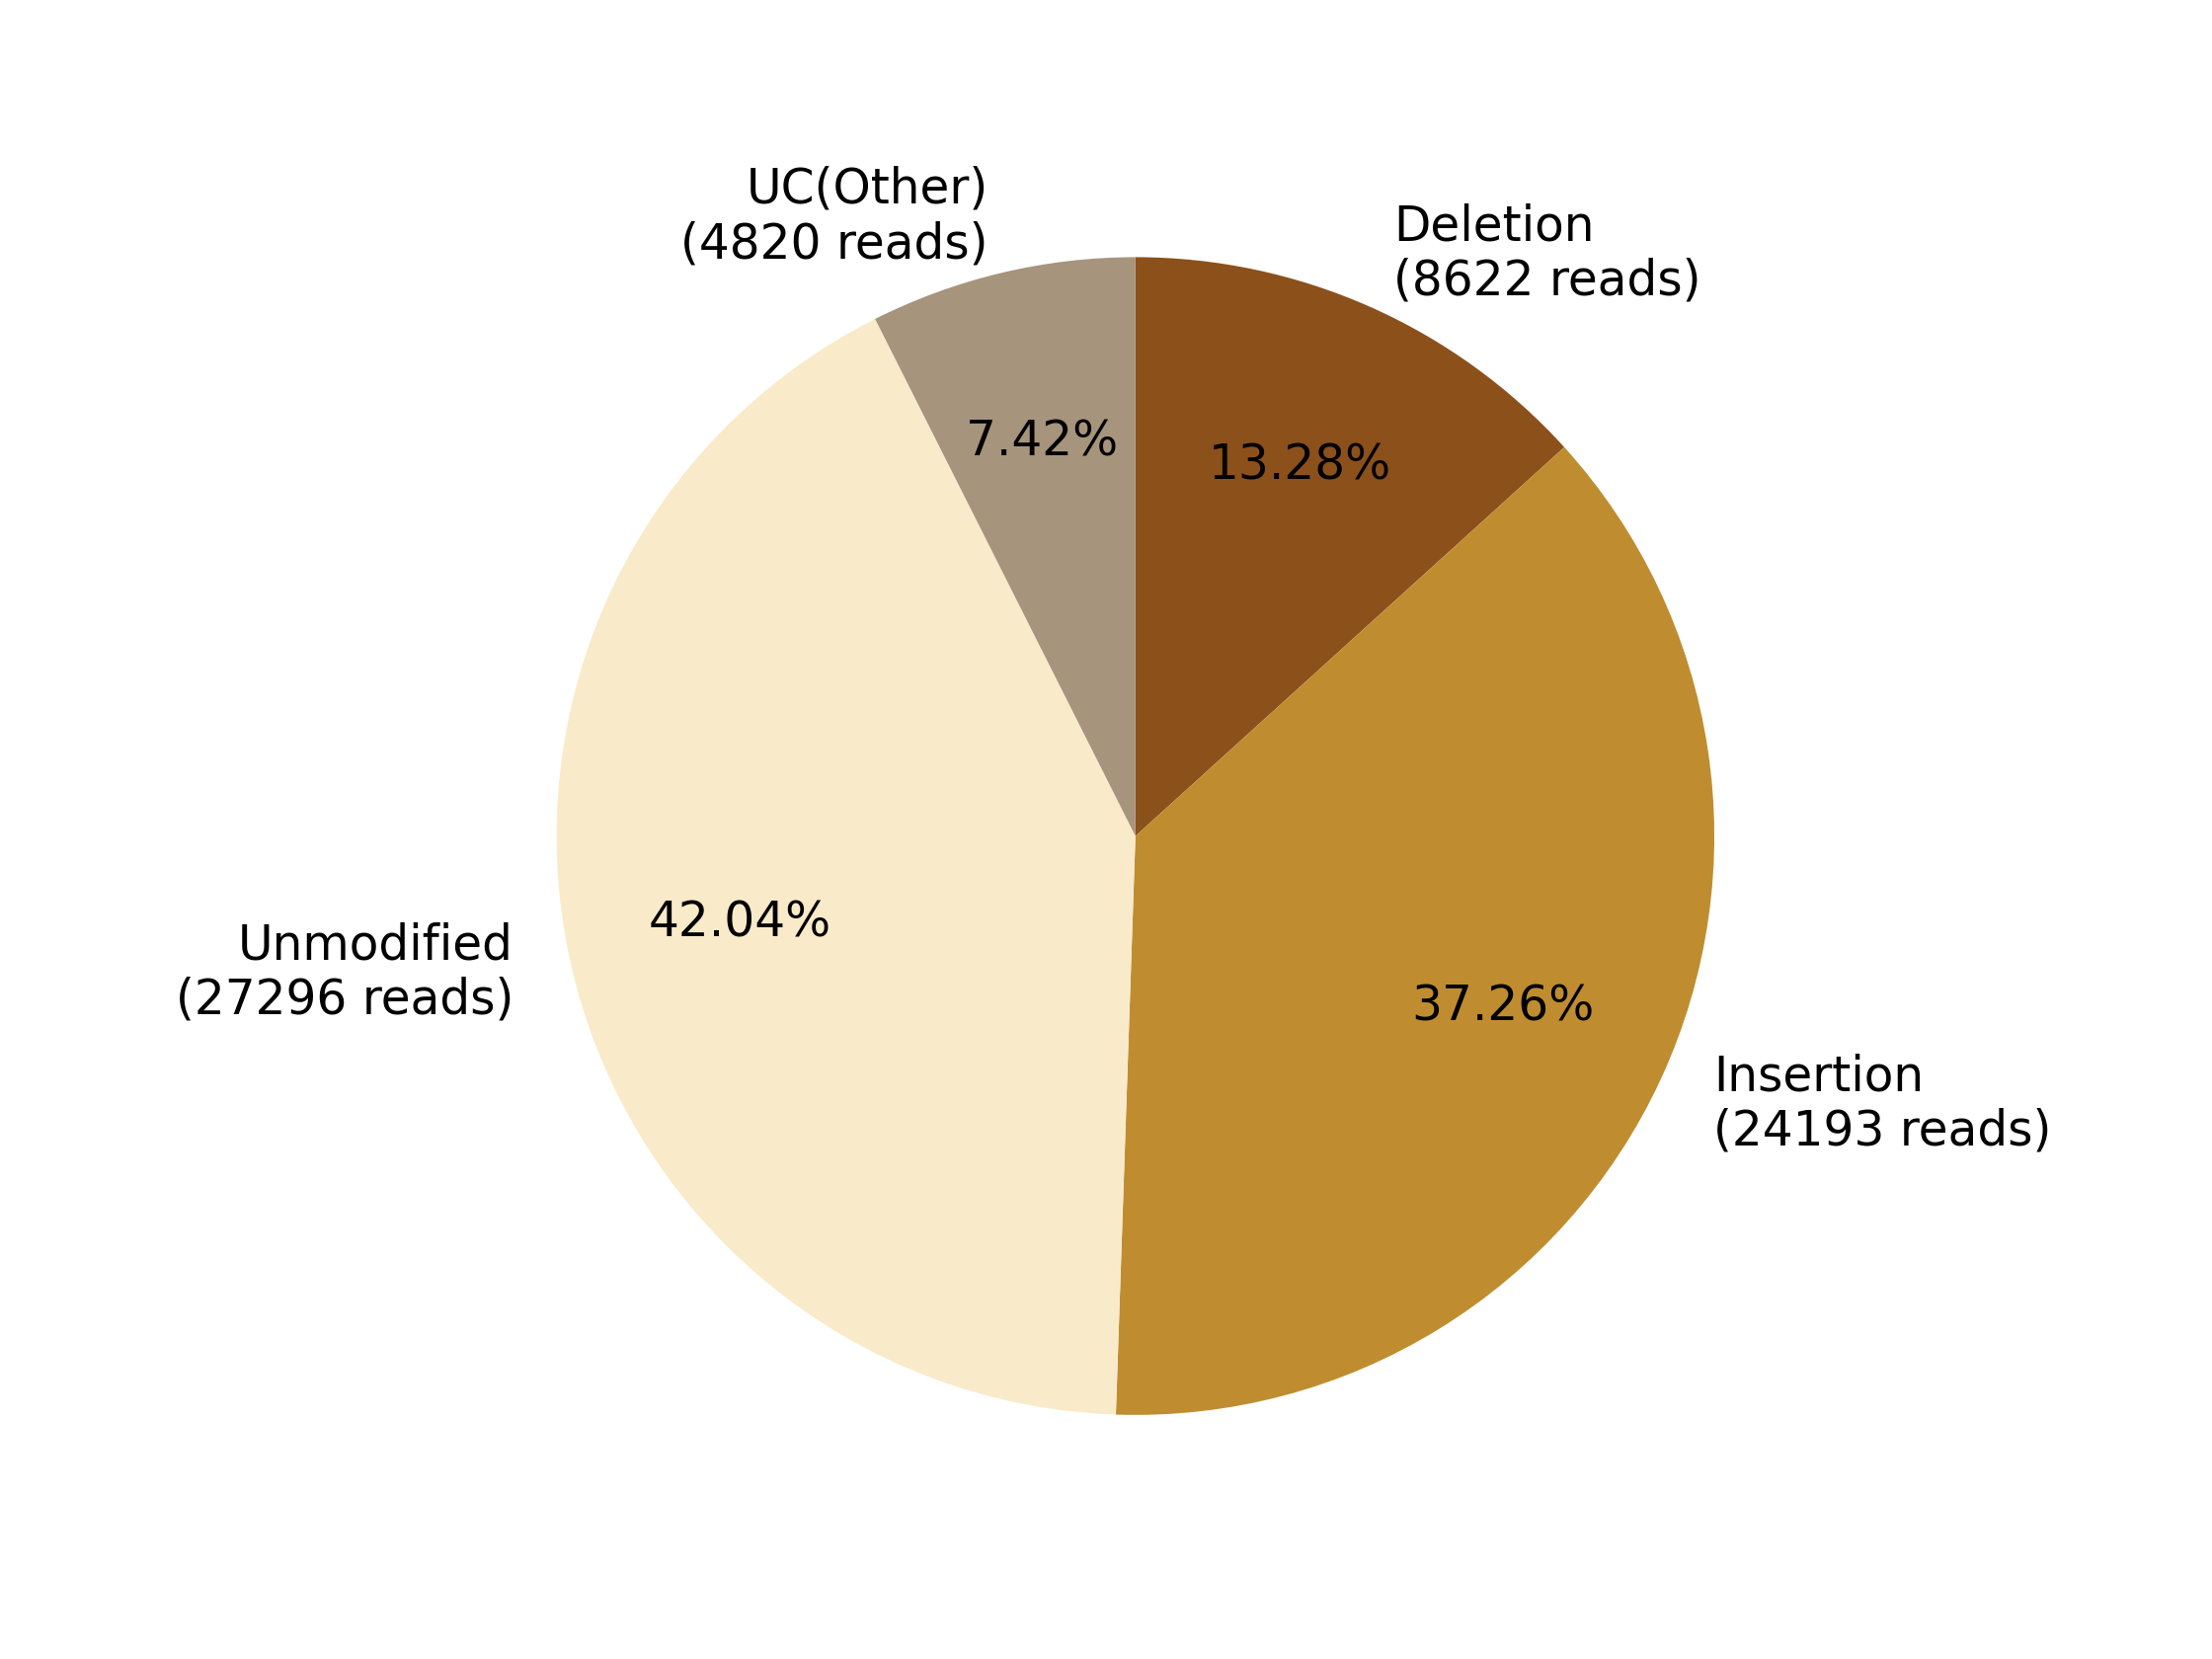 UC(Other)
(4820 reads)
Deletion
(8622 reads)
7.42%
13.28%
42.04%
Unmodified
(27296 reads)
37.26%
Insertion
(24193 reads)